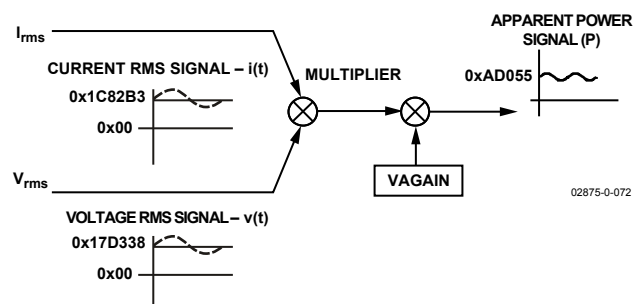 Irms
CURRENT RMS SIGNAL – i(t)
0x1C82B3
0x00
MULTIPLIER
APPARENT POWER
SIGNAL (P)
0xAD055
Vrms
VAGAIN
02875-0-072
VOLTAGE RMS SIGNAL – v(t)
0x17D338
0x00